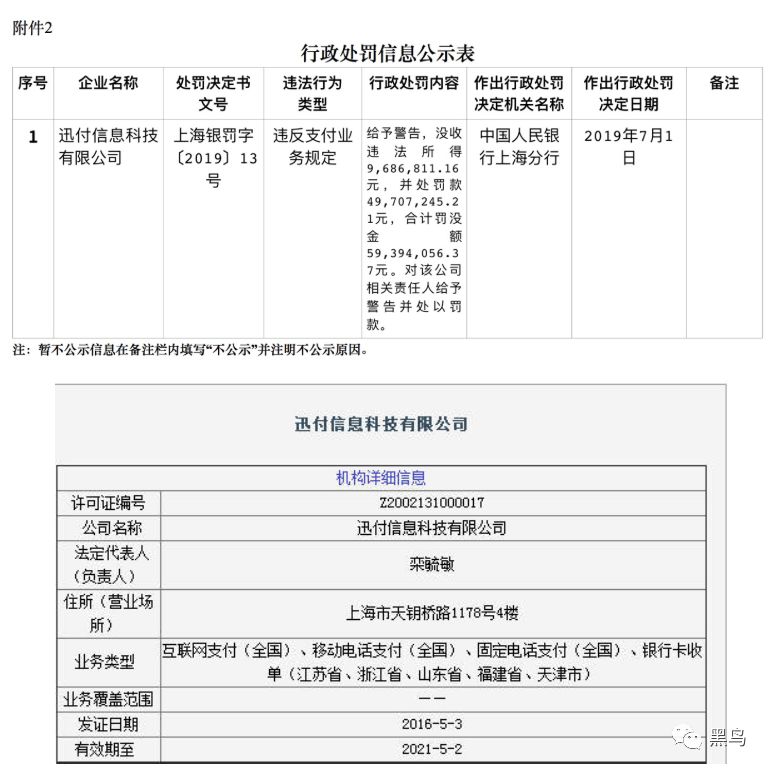 附件2
行政处罚信息公示表
序号 企业名称 处罚决定书文号 违法行为类型 行政处罚内容 作出行政处罚决定机关名称 作出行政处罚决定日期 备注
1 迅付信息科技有限公司 上海银罚字〔2019〕13号 违反支付业务规定 给予警告，没收违法所得9,686,811.16元，并处罚款49,707,245.21元，合计罚没金额59,394,056.37元。对该公司相关责任人给予警告并处以罚款。 中国人民银行上海分行 2019年7月1日
注：暂不公示信息在备注栏内填写“不公示”并注明不公示原因。
迅付信息科技有限公司
机构详细信息
许可证编号 Z2002131000017
公司名称 迅付信息科技有限公司
法定代表人（负责人） 栾毓敏
住所（营业场所） 上海市天钥桥路1178号4楼
业务类型 互联网支付（全国）、移动电话支付（全国）、固定电话支付（全国）、银行卡收单（江苏省、浙江省、山东省、福建省、天津市）
业务覆盖范围 ——
发证日期 2016-5-3
有效期至 2021-5-2
黑鸟